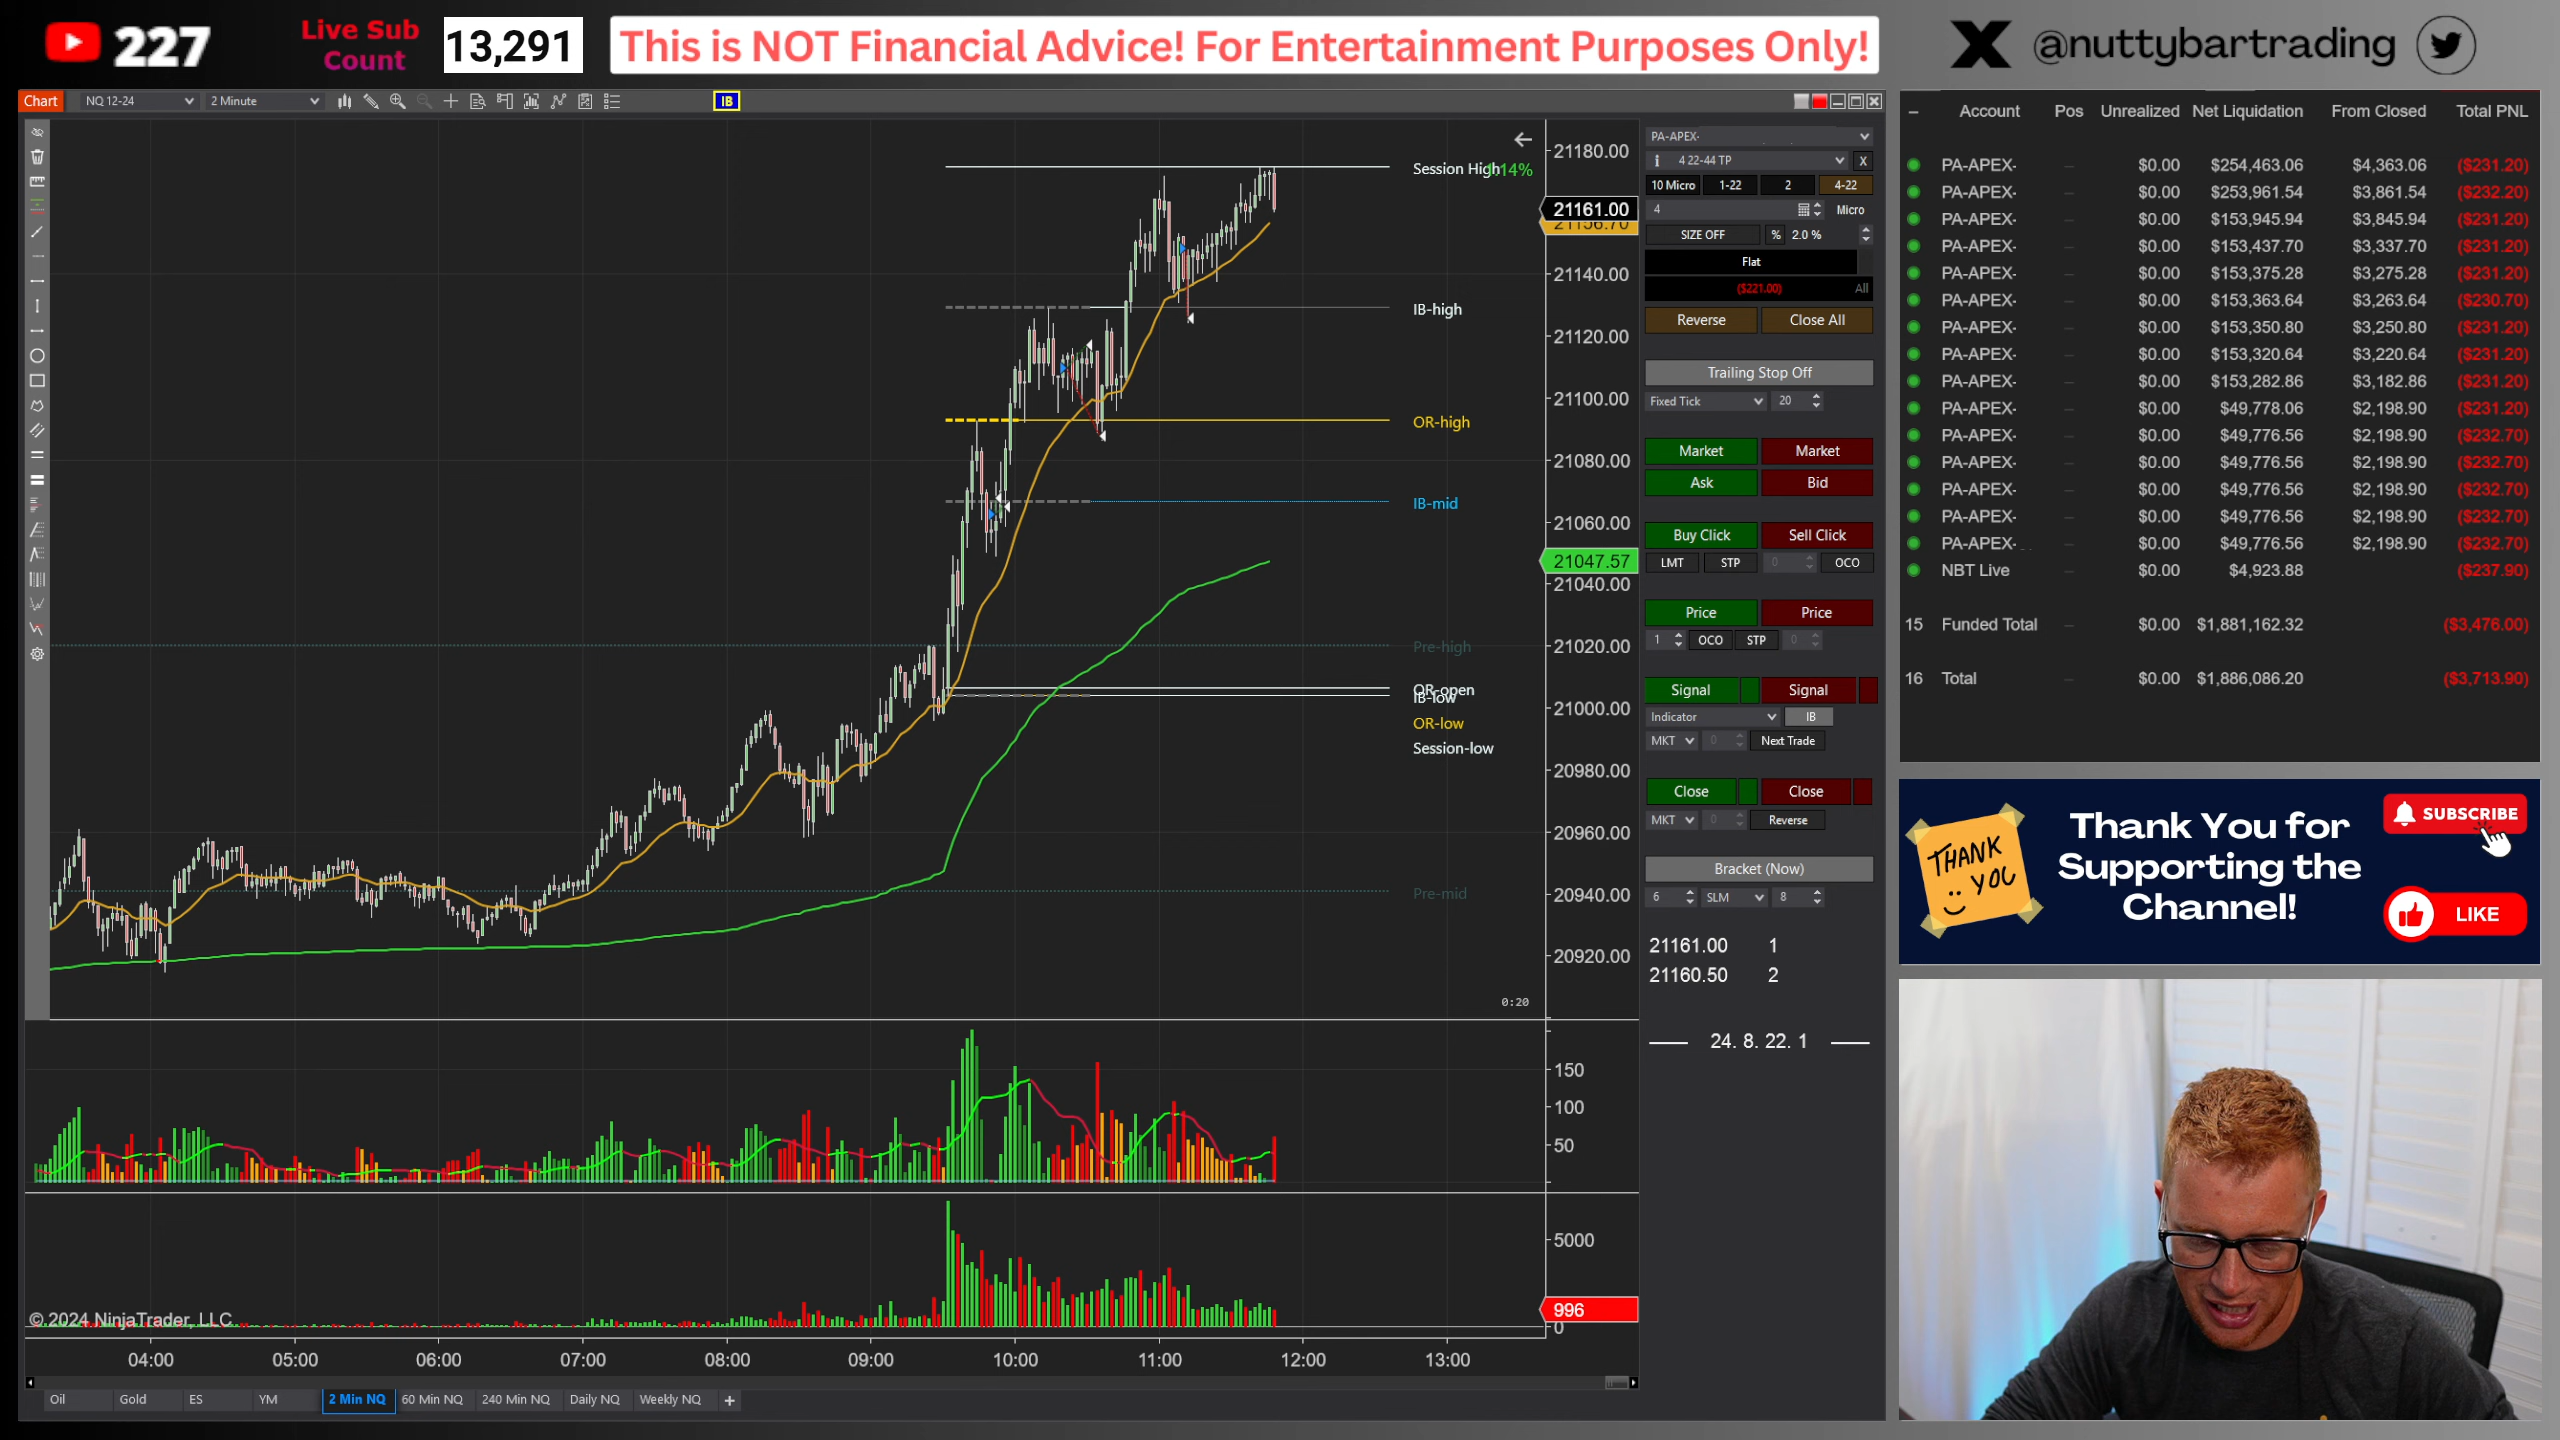 227
Live Sub
Count
13,291
This is NOT Financial Advice! For Entertainment Purposes Only!
@nuttybartrading
Chart NQ 12-24 2 Minute IB
Session High
1.14%
IB-high
OR-high
IB-mid
Pre-high
OR-open
IB-low
OR-low
Session-low
Pre-mid
0:20
21180.00
21161.00
21156.70
21140.00
21120.00
21100.00
21080.00
21060.00
21047.57
21040.00
21020.00
21000.00
20980.00
20960.00
20940.00
20920.00
150
100
50
5000
996
0
© 2024 NinjaTrader, LLC
04:00 05:00 06:00 07:00 08:00 09:00 10:00 11:00 12:00 13:00
Oil Gold ES YM 2 Min NQ 60 Min NQ 240 Min NQ Daily NQ Weekly NQ +
PA-APEX-
4 22-44 TP X
10 Micro 1-22 2 4-22
4 Micro
SIZE OFF % 2.0 %
Flat
($221.00) All
Reverse Close All
Trailing Stop Off
Fixed Tick 20
Market Market
Ask Bid
Buy Click Sell Click
LMT STP 0 OCO
Price Price
1 OCO STP 0
Signal Signal
Indicator IB
MKT 0 Next Trade
Close Close
MKT 0 Reverse
Bracket (Now)
6 SLM 8
21161.00 1
21160.50 2
24. 8. 22. 1
– Account Pos Unrealized Net Liquidation From Closed Total PNL
PA-APEX- – $0.00 $254,463.06 $4,363.06 ($231.20)
PA-APEX- – $0.00 $253,961.54 $3,861.54 ($232.20)
PA-APEX- – $0.00 $153,945.94 $3,845.94 ($231.20)
PA-APEX- – $0.00 $153,437.70 $3,337.70 ($231.20)
PA-APEX- – $0.00 $153,375.28 $3,275.28 ($231.20)
PA-APEX- – $0.00 $153,363.64 $3,263.64 ($230.70)
PA-APEX- – $0.00 $153,350.80 $3,250.80 ($231.20)
PA-APEX- – $0.00 $153,320.64 $3,220.64 ($231.20)
PA-APEX- – $0.00 $153,282.86 $3,182.86 ($231.20)
PA-APEX- – $0.00 $49,778.06 $2,198.90 ($231.20)
PA-APEX- – $0.00 $49,776.56 $2,198.90 ($232.70)
PA-APEX- – $0.00 $49,776.56 $2,198.90 ($232.70)
PA-APEX- – $0.00 $49,776.56 $2,198.90 ($232.70)
PA-APEX- – $0.00 $49,776.56 $2,198.90 ($232.70)
PA-APEX- – $0.00 $49,776.56 $2,198.90 ($232.70)
NBT Live – $0.00 $4,923.88 ($237.90)
15 Funded Total – $0.00 $1,881,162.32 ($3,476.00)
16 Total – $0.00 $1,886,086.20 ($3,713.90)
THANK
YOU
Thank You for
Supporting the
Channel!
SUBSCRIBE
LIKE